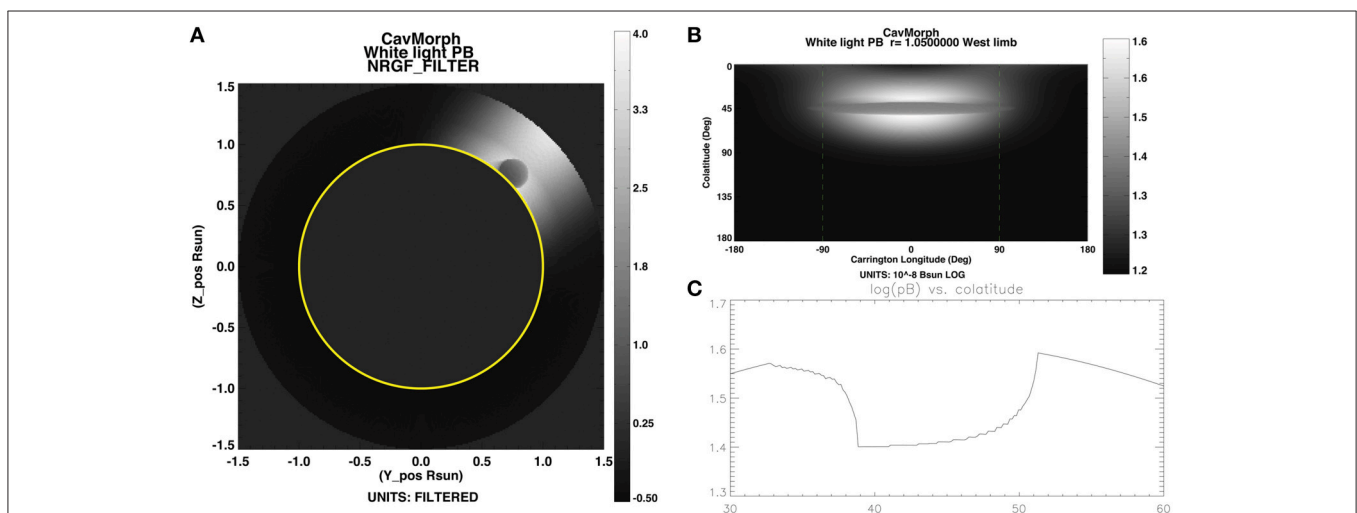 A
CavMorph
White light PB
NRGF_FILTER
1.5
1.0
0.5
0.0
-0.5
-1.0
-1.5
(Z_pos Rsun)
-1.5 -1.0 -0.5 0.0 0.5 1.0 1.5
(Y_pos Rsun)
UNITS: FILTERED
4.0
3.3
2.5
1.8
1.0
0.25
-0.50
B
CavMorph
White light PB r= 1.0500000 West limb
0
45
90
135
180
Colatitude (Deg)
-180 -90 0 90 180
Carrington Longitude (Deg)
UNITS: 10^-8 Bsun LOG
1.6
1.6
1.5
1.4
1.3
1.3
1.2
C
log(pB) vs. colatitude
1.7
1.6
1.5
1.4
1.3
30 40 50 60